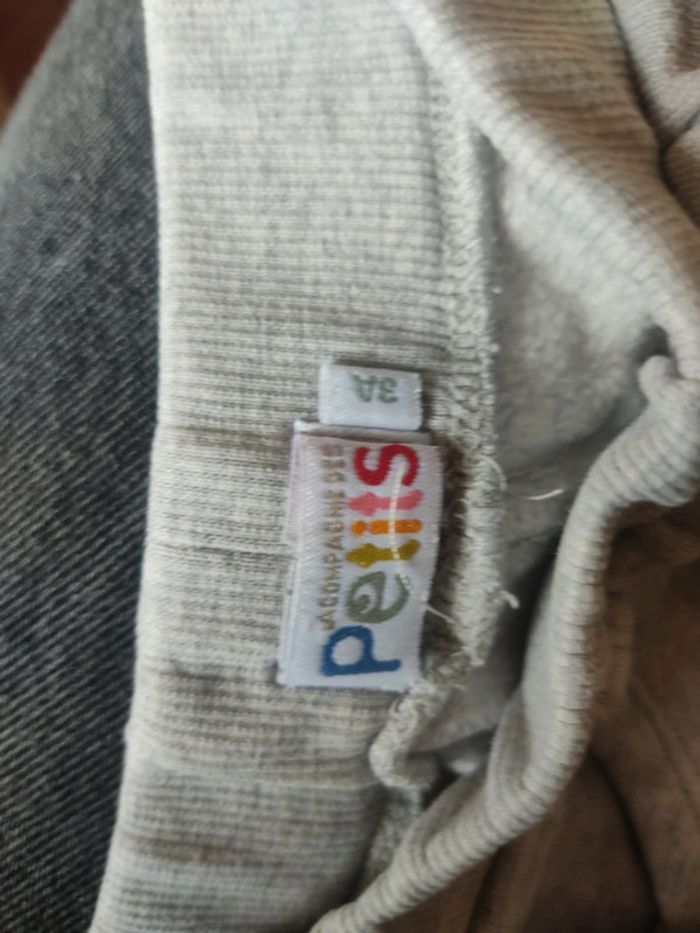 LA COMPAGNIE DES
petits
3A